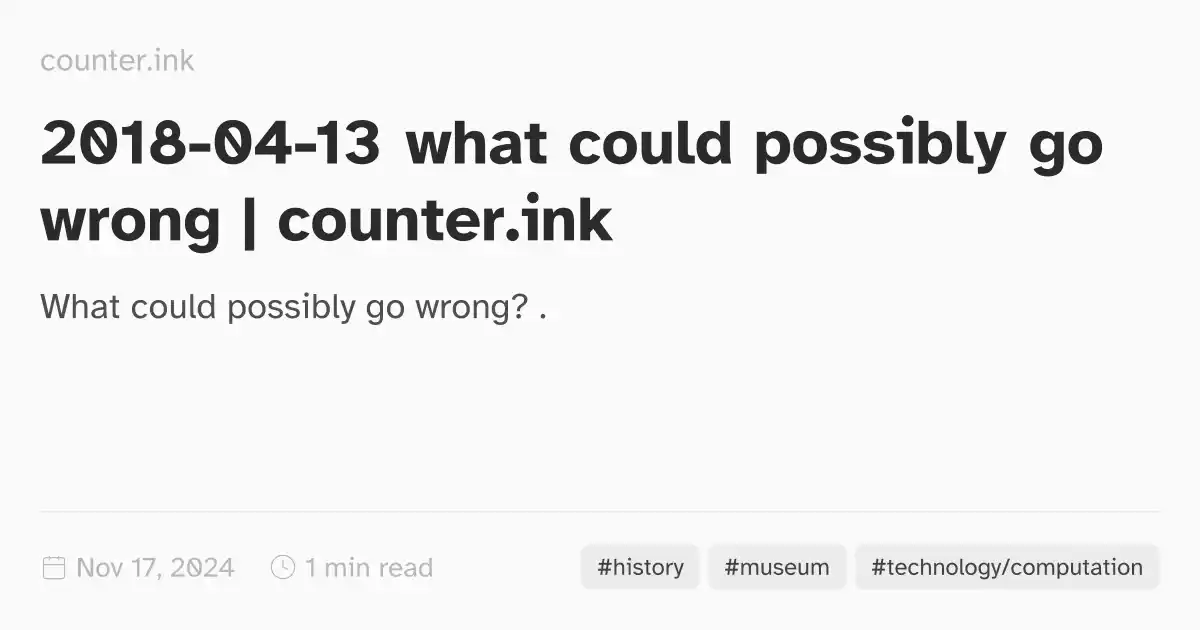 counter.ink
2018-04-13 what could possibly go
wrong | counter.ink
What could possibly go wrong? .
Nov 17, 2024 1 min read #history #museum #technology/computation